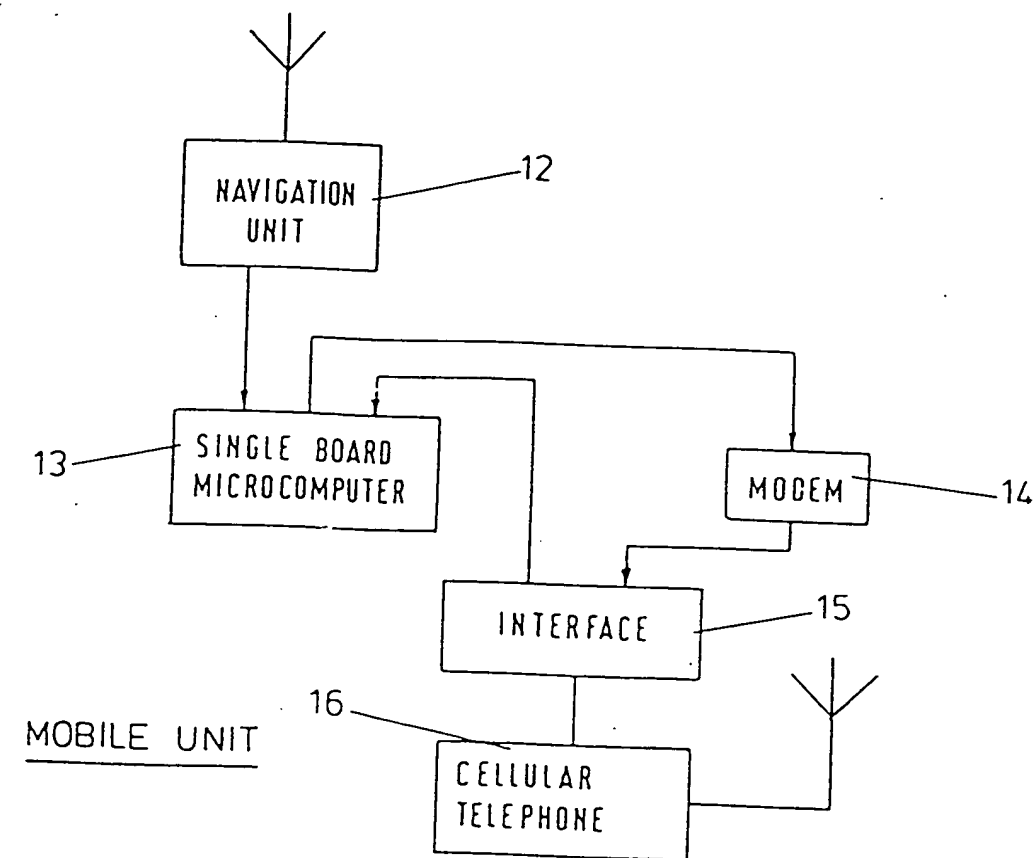 12
NAVIGATION
UNIT
13
SINGLE BOARD
MICROCOMPUTER
MODEM
14
INTERFACE
15
16
MOBILE UNIT
CELLULAR
TELEPHONE